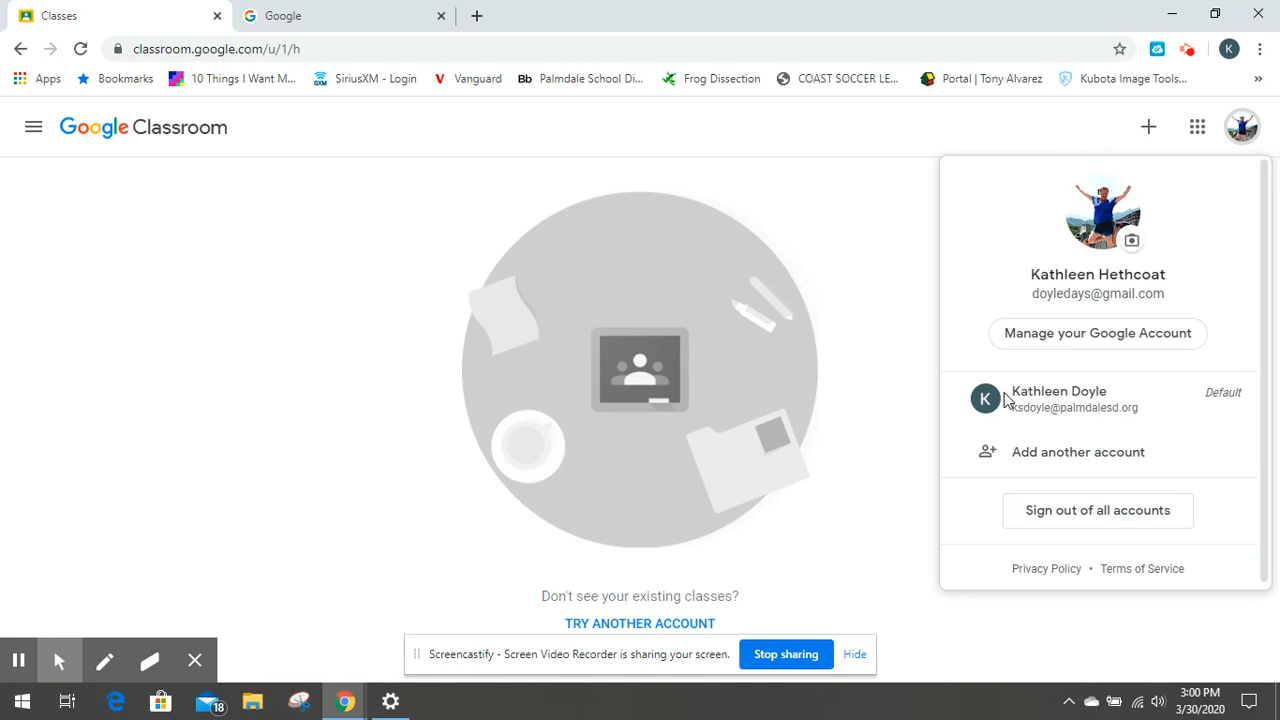 Classes
Google
classroom.google.com/u/1/h
K
Apps
Bookmarks
10 Things I Want M...
SiriusXM - Login
Vanguard
Bb
Palmdale School Di...
Frog Dissection
COAST SOCCER LE...
Portal | Tony Alvarez
Kubota Image Tools...
»
Google Classroom
Kathleen Hethcoat
doyledays@gmail.com
Manage your Google Account
K
Kathleen Doyle
Default
ksdoyle@palmdalesd.org
Add another account
Sign out of all accounts
Privacy Policy • Terms of Service
Don't see your existing classes?
TRY ANOTHER ACCOUNT
Screencastify - Screen Video Recorder is sharing your screen.
Stop sharing
Hide
18
3:00 PM
3/30/2020